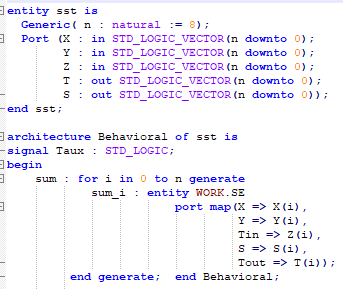 entity sst is
Generic( n : natural := 8);
Port (X : in STD_LOGIC_VECTOR(n downto 0);
Y : in STD_LOGIC_VECTOR(n downto 0);
Z : in STD_LOGIC_VECTOR(n downto 0);
T : out STD_LOGIC_VECTOR(n downto 0);
S : out STD_LOGIC_VECTOR(n downto 0));
end sst;
architecture Behavioral of sst is
signal Taux : STD_LOGIC;
begin
sum : for i in 0 to n generate
sum_i : entity WORK.SE
port map(X => X(i),
Y => Y(i),
Tin => Z(i),
S => S(i),
Tout => T(i));
end generate; end Behavioral;